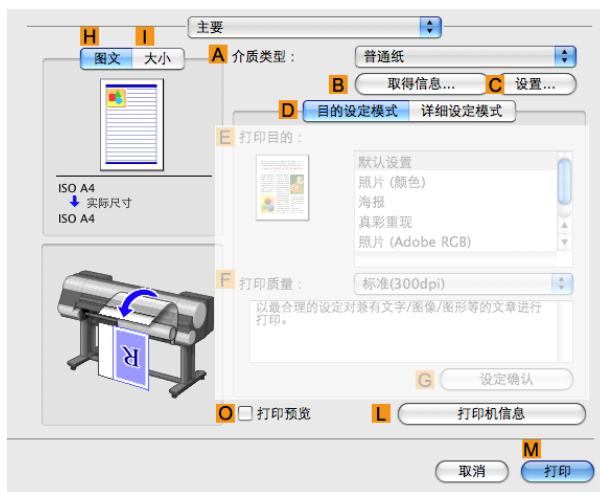 主要
H I
图文 大小
A 介质类型： 普通纸
B 取得信息... C 设置...
D 目的设定模式 详细设定模式
E 打印目的：
默认设置
照片 (颜色)
海报
真彩重现
照片 (Adobe RGB)
ISO A4
实际尺寸
ISO A4
F 打印质量： 标准(300dpi)
以最合理的设定对兼有文字/图像/图形等的文章进行
打印。
R
G 设定确认
O 打印预览 L 打印机信息
M
取消 打印